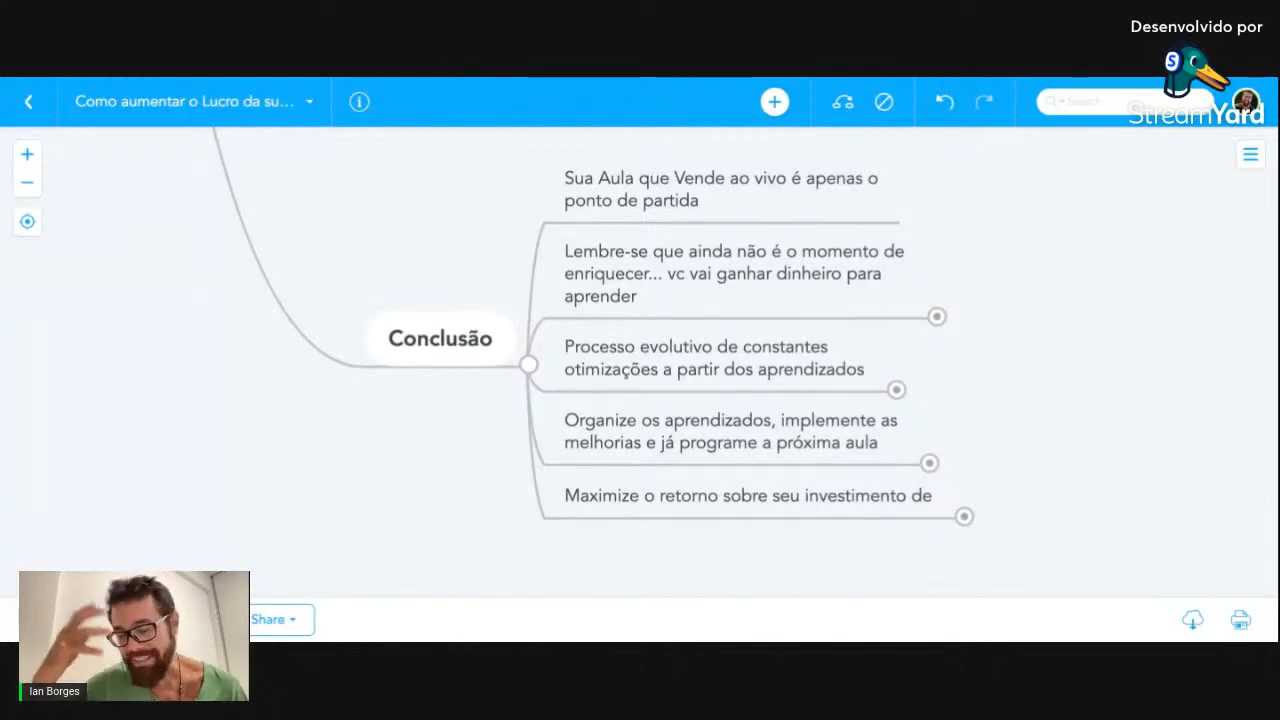 Desenvolvido por
StreamYard
Como aumentar o Lucro da su...
Search
Sua Aula que Vende ao vivo é apenas o
ponto de partida
Lembre-se que ainda não é o momento de
enriquecer... vc vai ganhar dinheiro para
aprender
Conclusão
Processo evolutivo de constantes
otimizações a partir dos aprendizados
Organize os aprendizados, implemente as
melhorias e já programe a próxima aula
Maximize o retorno sobre seu investimento de
Share
Ian Borges